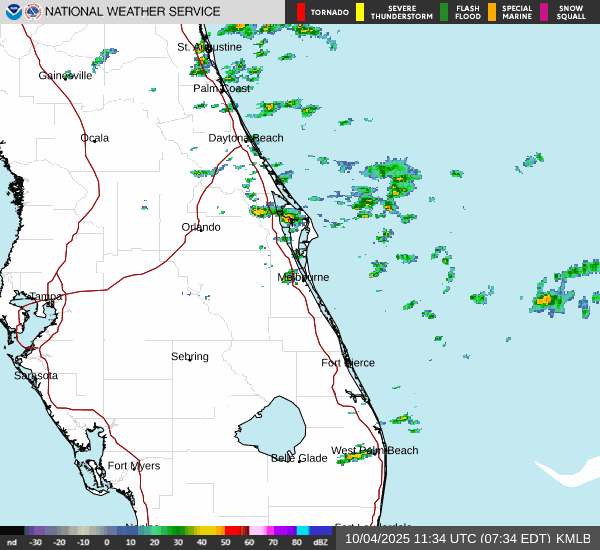 NATIONAL WEATHER SERVICE
TORNADO
SEVERE THUNDERSTORM
FLASH FLOOD
SPECIAL MARINE
SNOW SQUALL
St. Augustine
Gainesville
Palm Coast
Ocala
Daytona Beach
Orlando
Melbourne
Tampa
Sebring
Fort Pierce
Sarasota
West Palm Beach
Belle Glade
Fort Myers
Fort Lauderdale
nd -30 -20 -10 0 10 20 30 40 50 60 70 80 dBZ
10/04/2025 11:34 UTC (07:34 EDT) KMLB